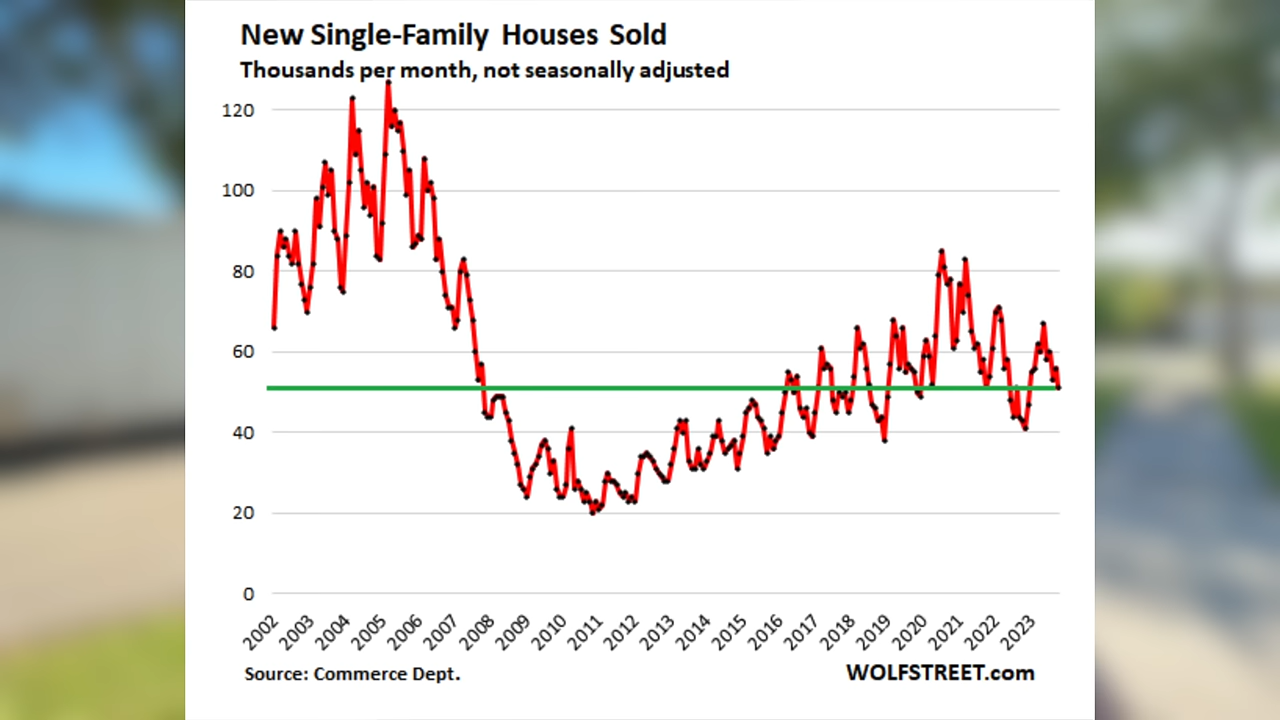 New Single-Family Houses Sold
Thousands per month, not seasonally adjusted
120
100
80
60
40
20
0
2002 2003 2004 2005 2006 2007 2008 2009 2010 2011 2012 2013 2014 2015 2016 2017 2018 2019 2020 2021 2022 2023
Source: Commerce Dept.
WOLFSTREET.com